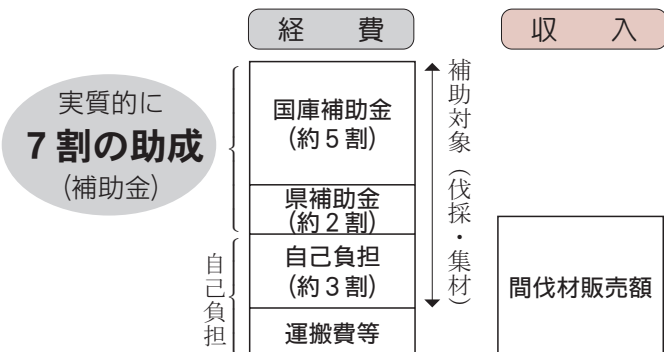 経　費
収　入
実質的に
7割の助成
(補助金)
国庫補助金
(約5割)
県補助金
(約2割)
自己負担
(約3割)
運搬費等
自己負担
補助対象（伐採・集材）
間伐材販売額